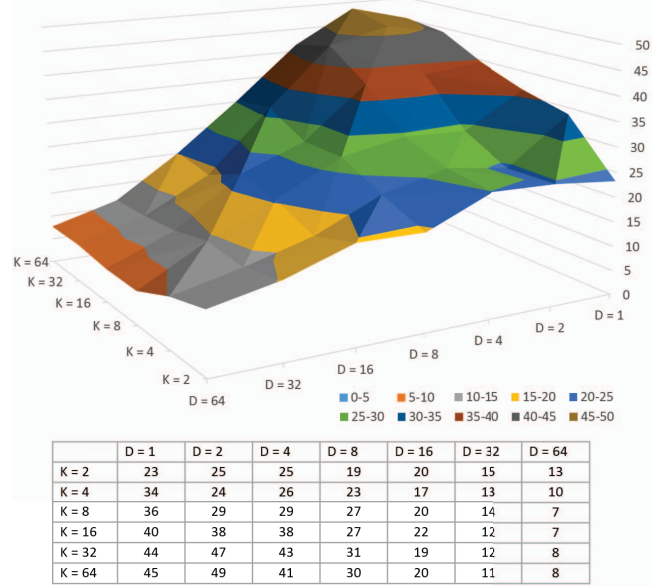 50
45
40
35
30
25
20
15
10
5
0
K = 64
K = 32
K = 16
K = 8
K = 4
K = 2
D = 64
D = 32
D = 16
D = 8
D = 4
D = 2
D = 1
0-5 5-10 10-15 15-20 20-25
25-30 30-35 35-40 40-45 45-50
D = 1 D = 2 D = 4 D = 8 D = 16 D = 32 D = 64
K = 2 23 25 25 19 20 15 13
K = 4 34 24 26 23 17 13 10
K = 8 36 29 29 27 20 14 7
K = 16 40 38 38 27 22 12 7
K = 32 44 47 43 31 19 12 8
K = 64 45 49 41 30 20 11 8